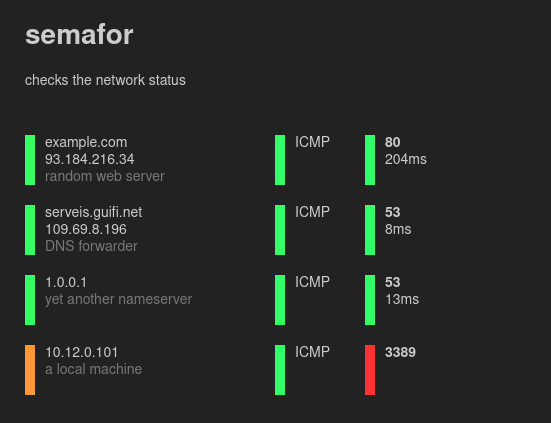 semafor
checks the network status
example.com ICMP 80
93.184.216.34 204ms
random web server
serveis.guifi.net ICMP 53
109.69.8.196 8ms
DNS forwarder
1.0.0.1 ICMP 53
yet another nameserver 13ms
10.12.0.101 ICMP 3389
a local machine